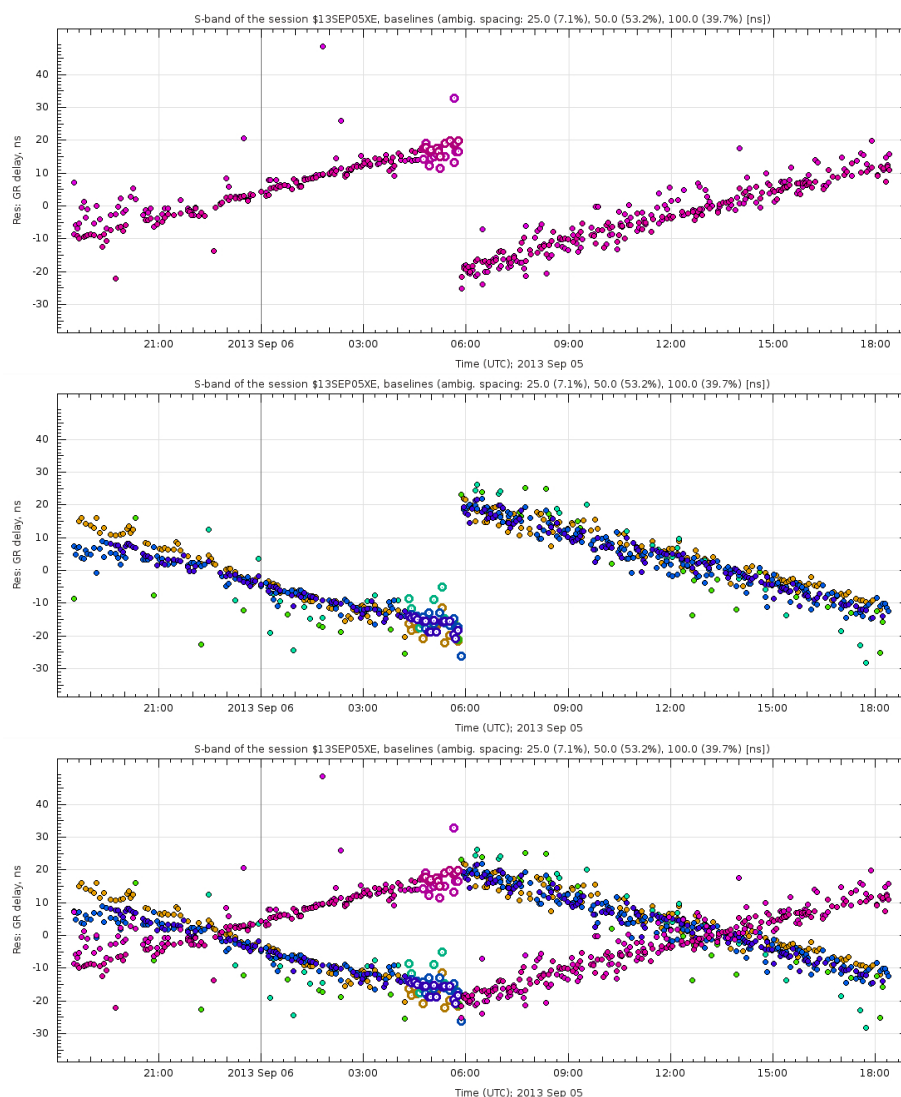 S-band of the session $13SEP05XE, baselines (ambig. spacing: 25.0 (7.1%), 50.0 (53.2%), 100.0 (39.7%) [ns])
Res: GR delay, ns
40
30
20
10
0
-10
-20
-30
21:00 2013 Sep 06 03:00 06:00 09:00 12:00 15:00 18:00
Time (UTC); 2013 Sep 05
S-band of the session $13SEP05XE, baselines (ambig. spacing: 25.0 (7.1%), 50.0 (53.2%), 100.0 (39.7%) [ns])
Res: GR delay, ns
40
30
20
10
0
-10
-20
-30
21:00 2013 Sep 06 03:00 06:00 09:00 12:00 15:00 18:00
Time (UTC); 2013 Sep 05
S-band of the session $13SEP05XE, baselines (ambig. spacing: 25.0 (7.1%), 50.0 (53.2%), 100.0 (39.7%) [ns])
Res: GR delay, ns
40
30
20
10
0
-10
-20
-30
21:00 2013 Sep 06 03:00 06:00 09:00 12:00 15:00 18:00
Time (UTC); 2013 Sep 05